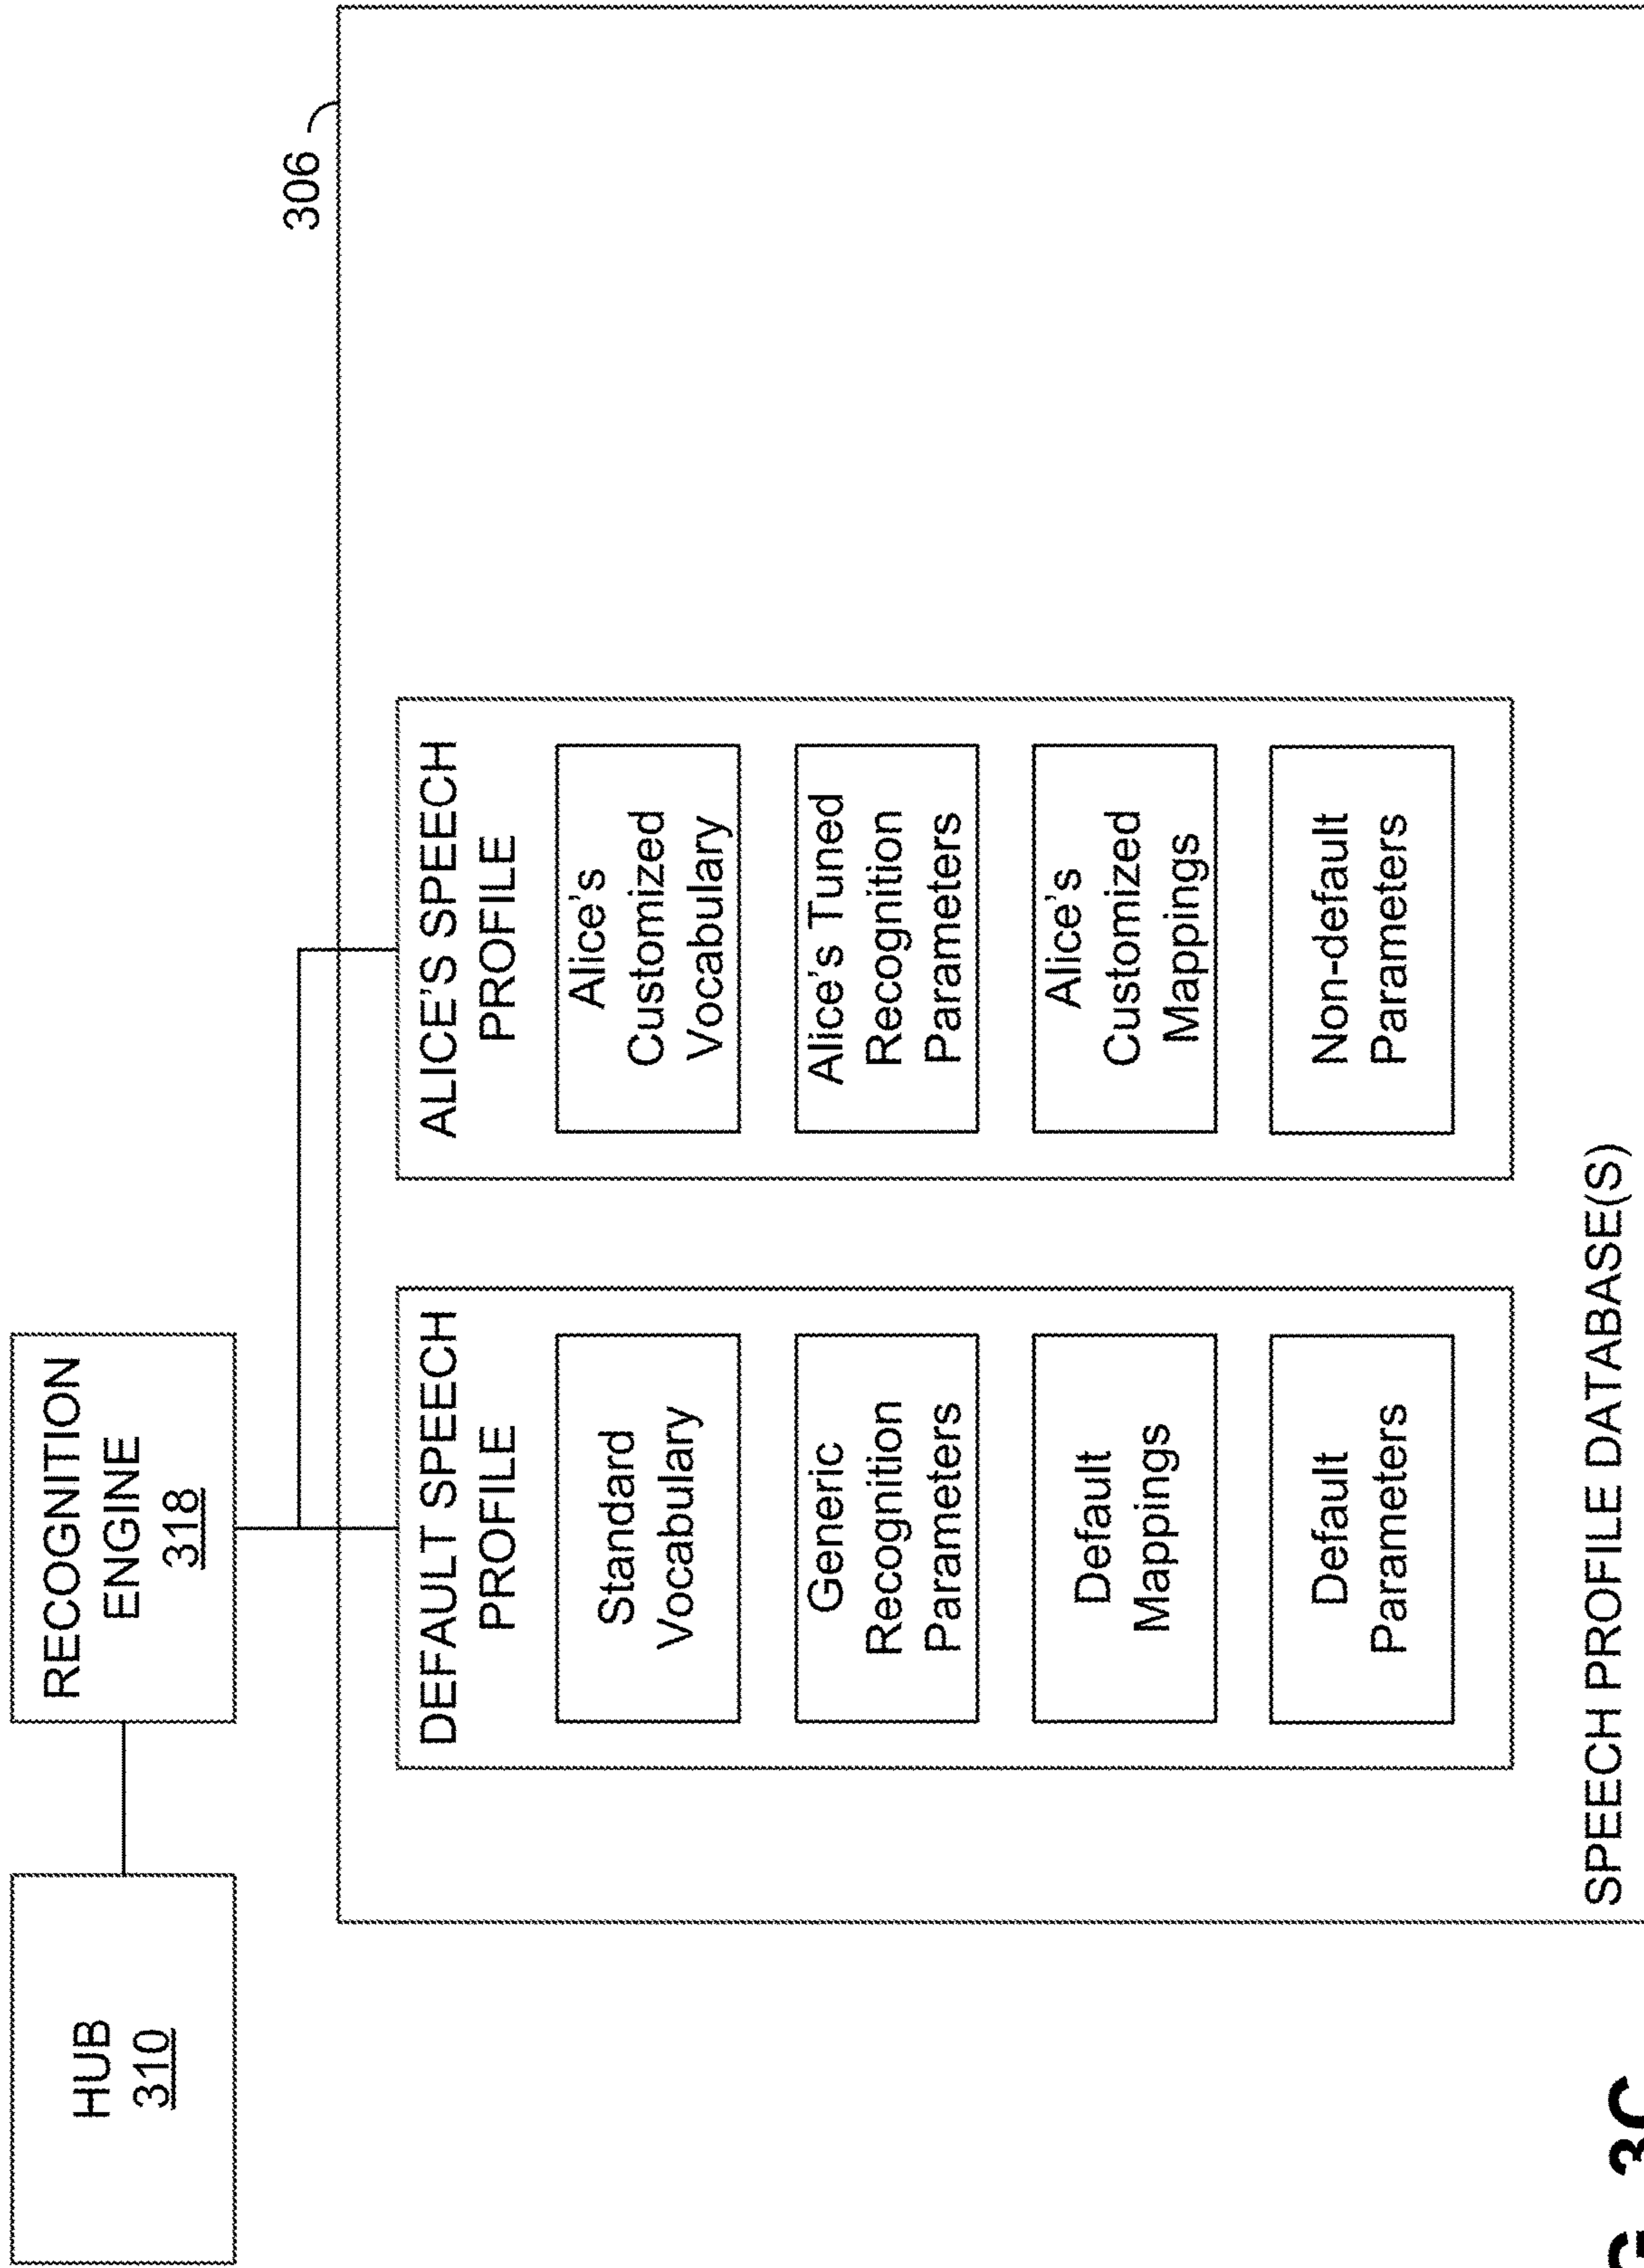 HUB
310
RECOGNITION
ENGINE
318
306
DEFAULT SPEECH
PROFILE
Standard
Vocabulary
Generic
Recognition
Parameters
Default
Mappings
Default
Parameters
ALICE'S SPEECH
PROFILE
Alice's
Customized
Vocabulary
Alice's Tuned
Recognition
Parameters
Alice's
Customized
Mappings
Non-default
Parameters
SPEECH PROFILE DATABASE(S)
3C